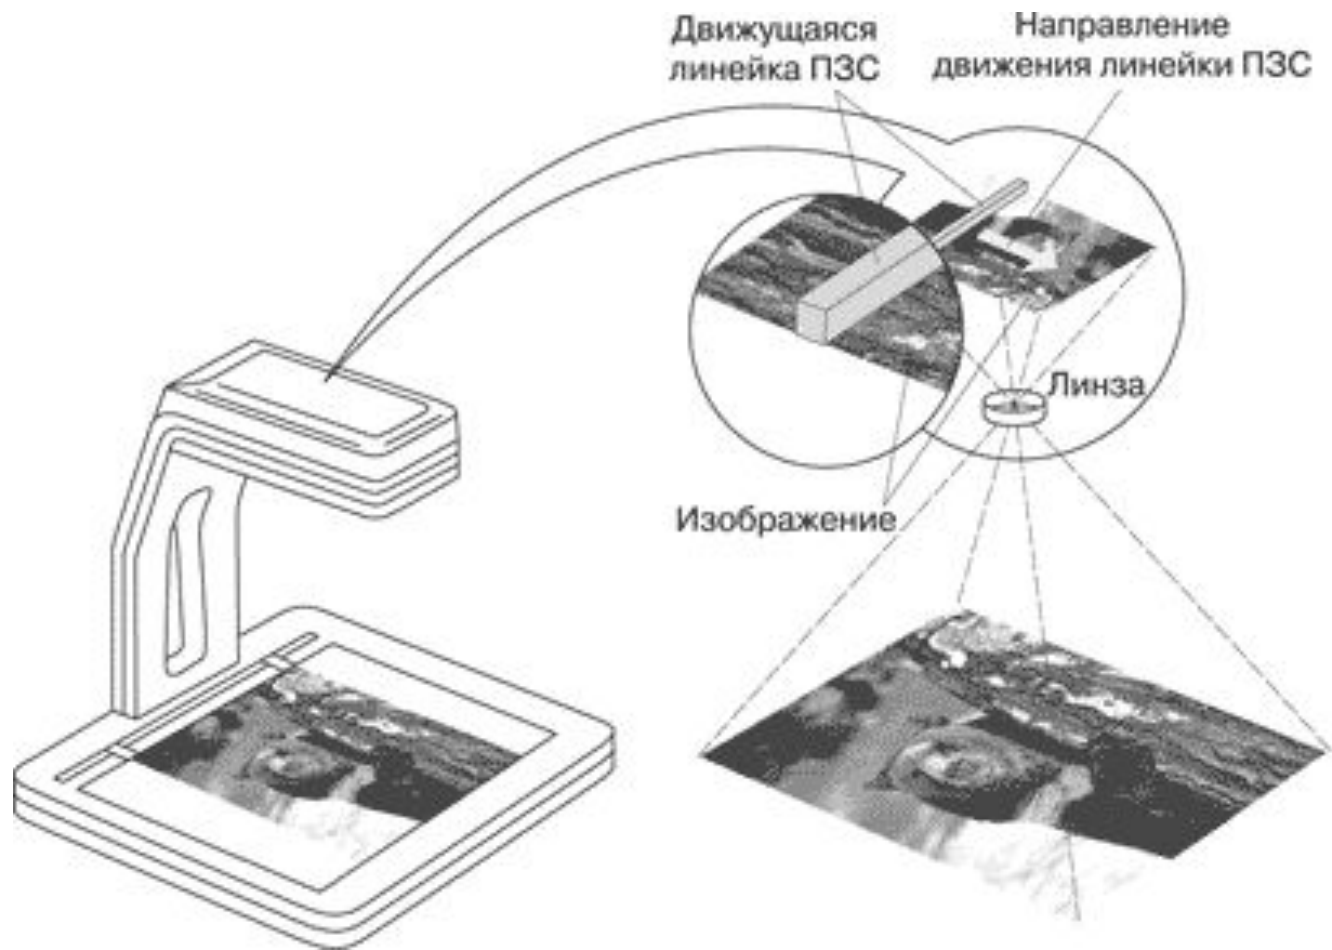 Движущаяся
линейка ПЗС
Направление
движения линейки ПЗС
Линза
Изображение